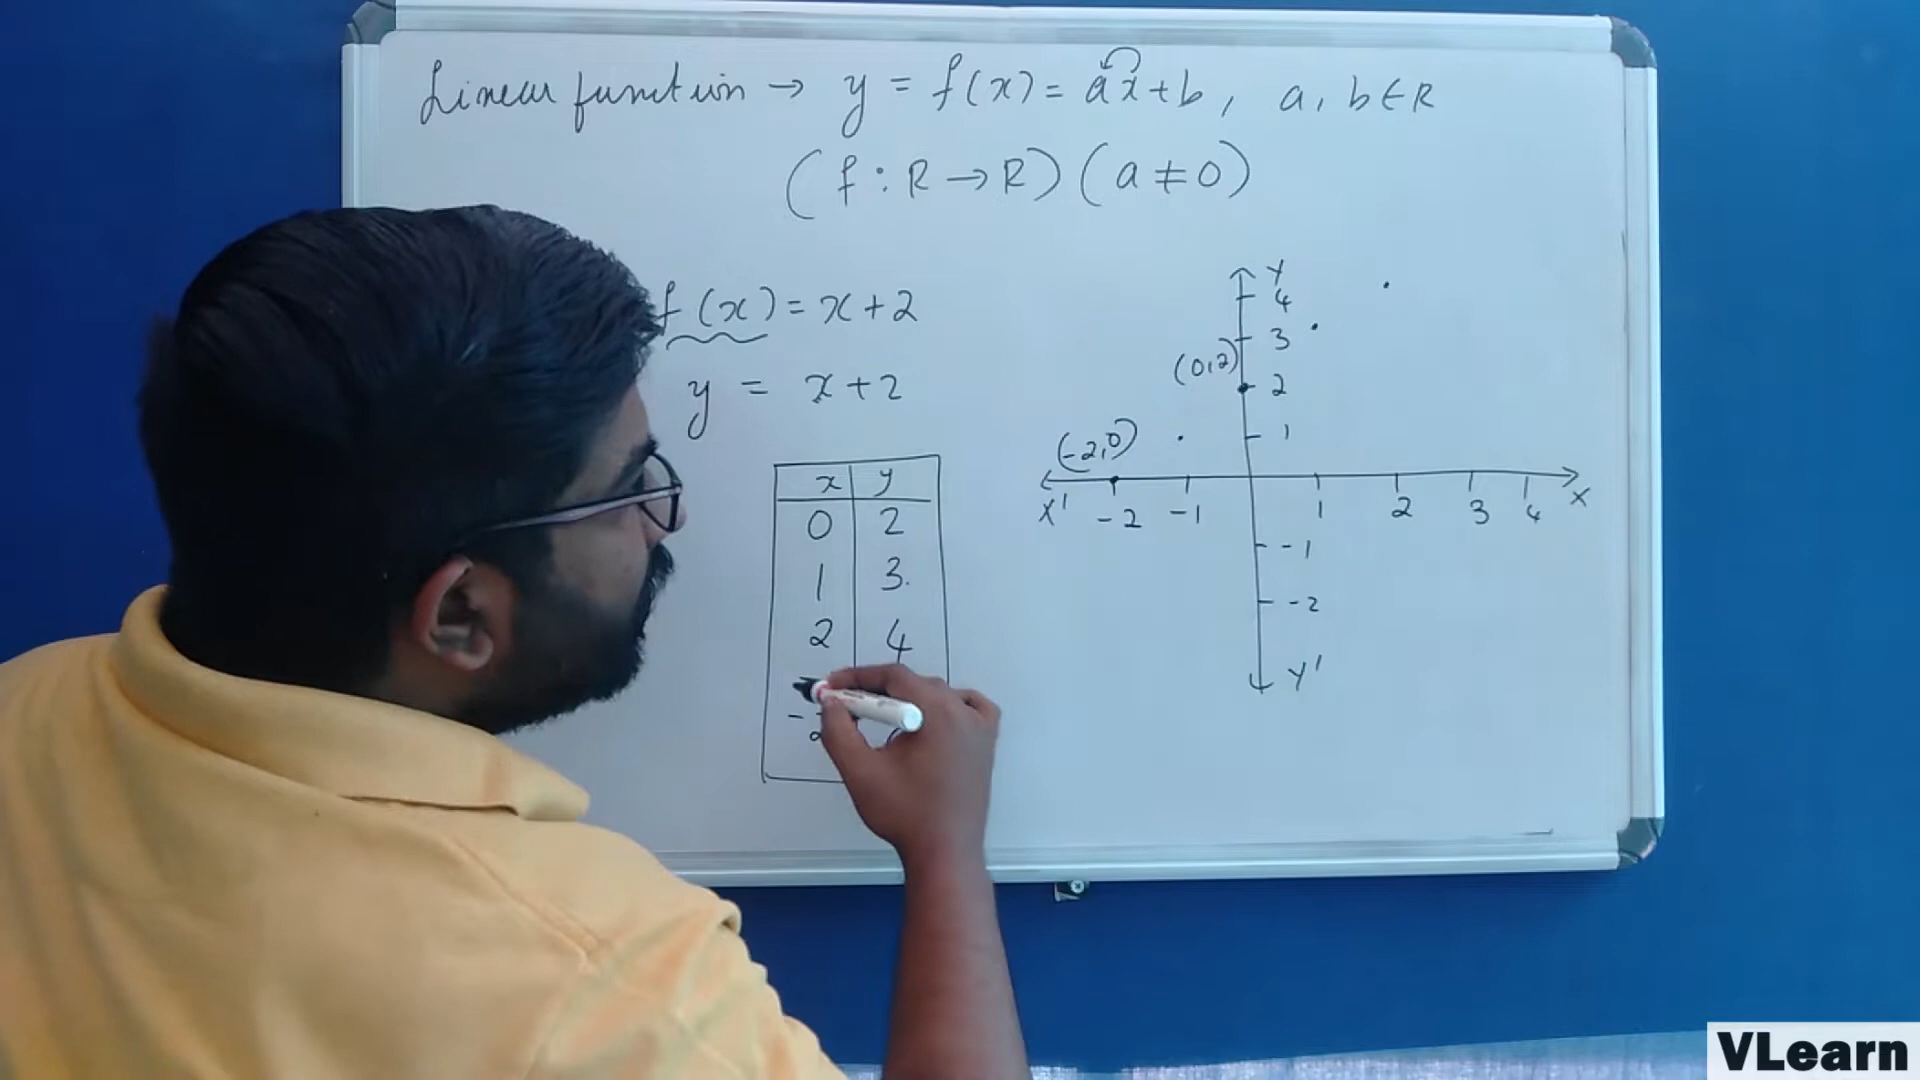 Linear function → y = f(x) = ax+b, a, b ∈ R
(f : R → R) (a ≠ 0)
f(x) = x+2
y = x+2
x y
0 2
1 3
2 4
-2
Y
4
3
(0,2)
2
1
(-2,0)
X' -2 -1 1 2 3 4 X
-1
-2
Y'
VLearn